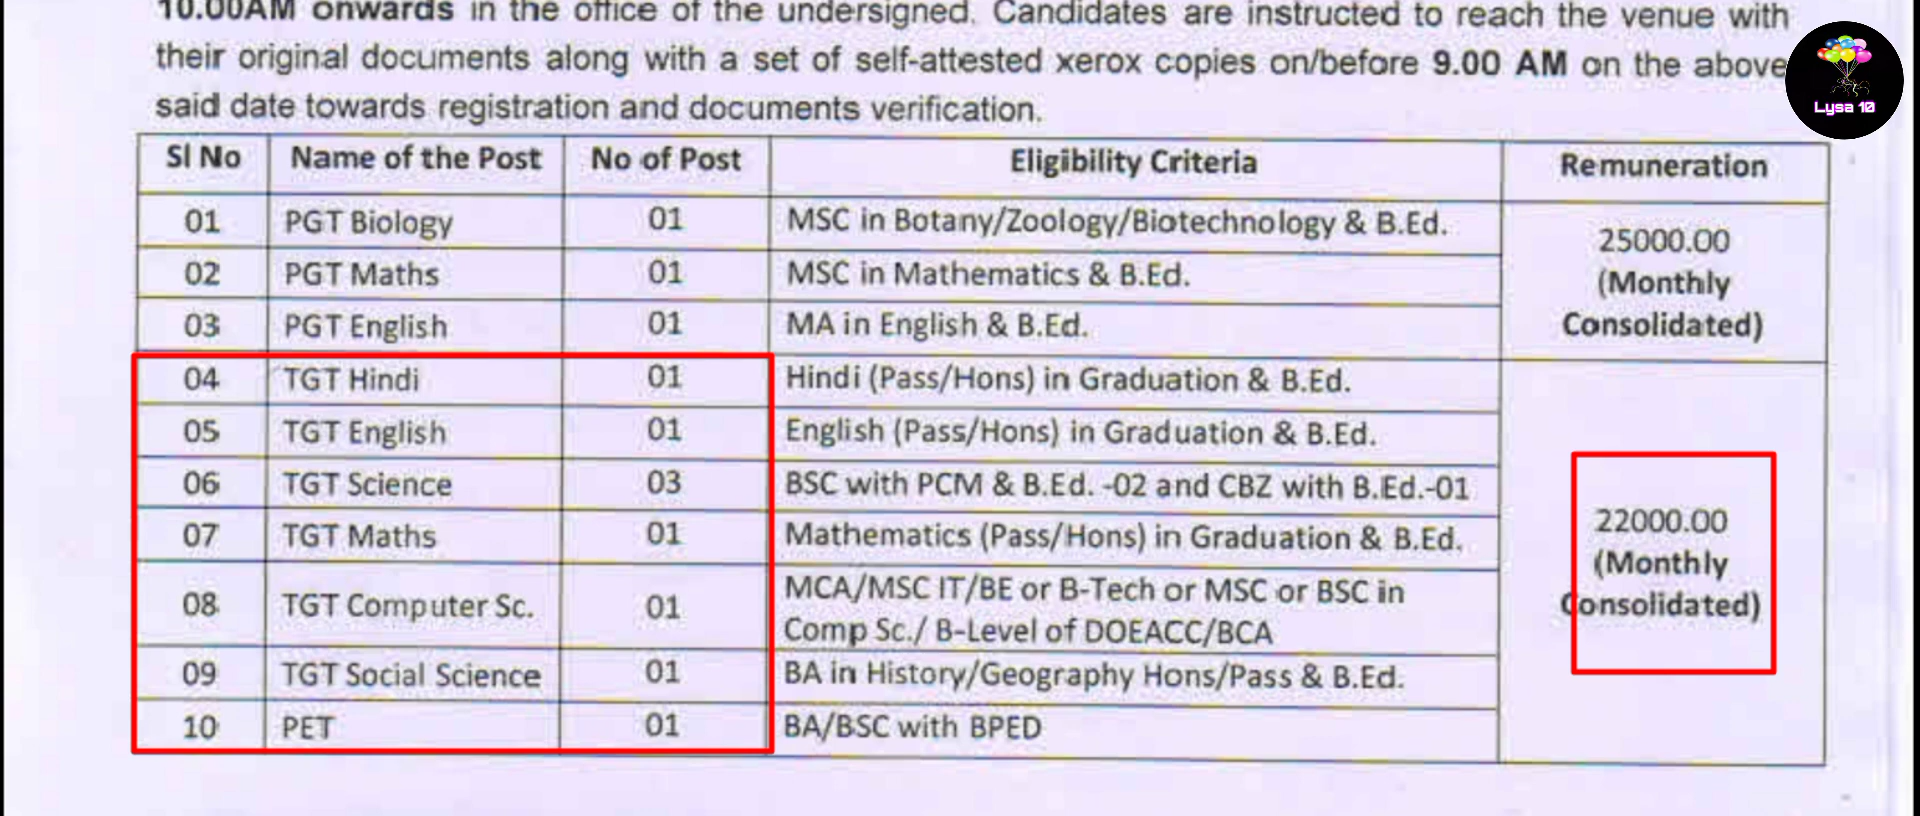 10.00AM onwards in the office of the undersigned. Candidates are instructed to reach the venue with
their original documents along with a set of self-attested xerox copies on/before 9.00 AM on the above
said date towards registration and documents verification.
Lysa 10
Sl No Name of the Post No of Post Eligibility Criteria Remuneration
01 PGT Biology 01 MSC in Botany/Zoology/Biotechnology & B.Ed.
02 PGT Maths 01 MSC in Mathematics & B.Ed.
03 PGT English 01 MA in English & B.Ed.
25000.00
(Monthly
Consolidated)
04 TGT Hindi 01 Hindi (Pass/Hons) in Graduation & B.Ed.
05 TGT English 01 English (Pass/Hons) in Graduation & B.Ed.
06 TGT Science 03 BSC with PCM & B.Ed. -02 and CBZ with B.Ed.-01
07 TGT Maths 01 Mathematics (Pass/Hons) in Graduation & B.Ed.
08 TGT Computer Sc. 01 MCA/MSC IT/BE or B-Tech or MSC or BSC in
Comp Sc./ B-Level of DOEACC/BCA
09 TGT Social Science 01 BA in History/Geography Hons/Pass & B.Ed.
10 PET 01 BA/BSC with BPED
22000.00
(Monthly
Consolidated)